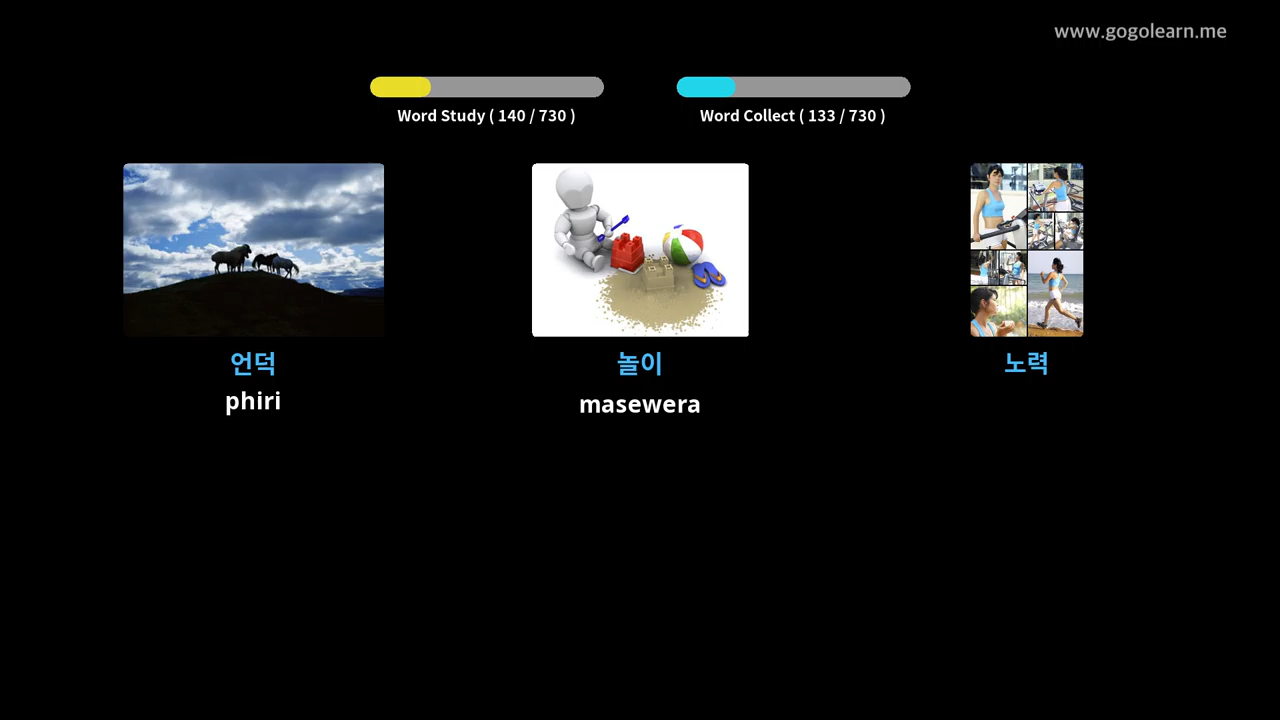 www.gogolearn.me
Word Study ( 140 / 730 )
Word Collect ( 133 / 730 )
언덕
놀이
노력
phiri
masewera